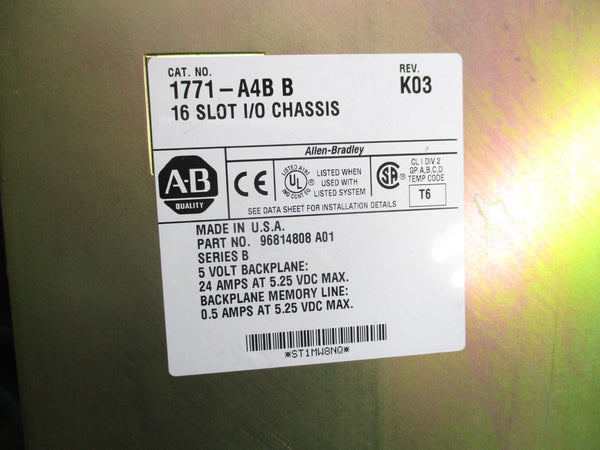 CAT. NO.
REV.
1771-A4B B
K03
16 SLOT I/O CHASSIS
Allen-Bradley
A-B
QUALITY
CE
LISTED
UL
®
LISTED WHEN
USED WITH
LISTED SYSTEM
SA
®
CL I DIV 2
GP A,B,C,D
TEMP CODE
T6
SEE DATA SHEET FOR INSTALLATION DETAILS
MADE IN U.S.A.
PART NO. 96814808 A01
SERIES B
5 VOLT BACKPLANE:
24 AMPS AT 5.25 VDC MAX.
BACKPLANE MEMORY LINE:
0.5 AMPS AT 5.25 VDC MAX.
*ST1MW8NQ*